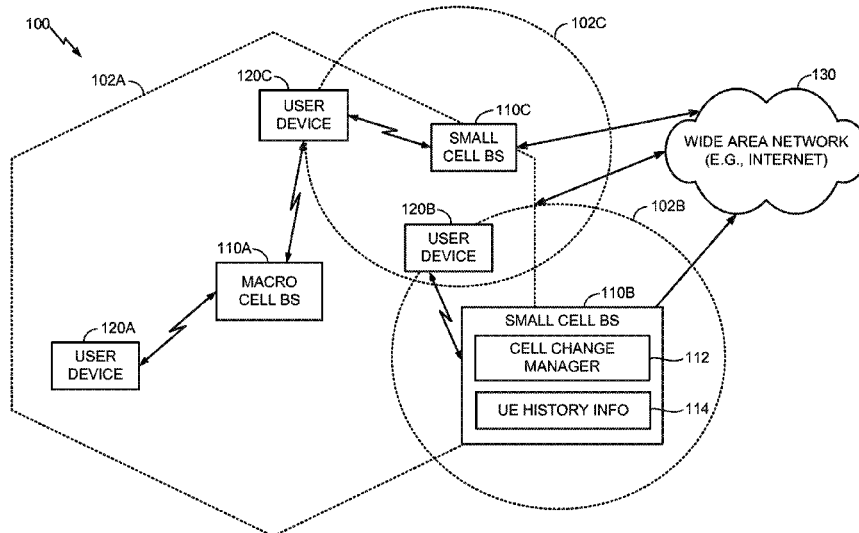 100
102A
102C
120C
USER
DEVICE
110C
SMALL
CELL BS
130
WIDE AREA NETWORK
(E.G., INTERNET)
120B
USER
DEVICE
102B
110A
MACRO
CELL BS
120A
USER
DEVICE
110B
SMALL CELL BS
CELL CHANGE
MANAGER
112
UE HISTORY INFO
114